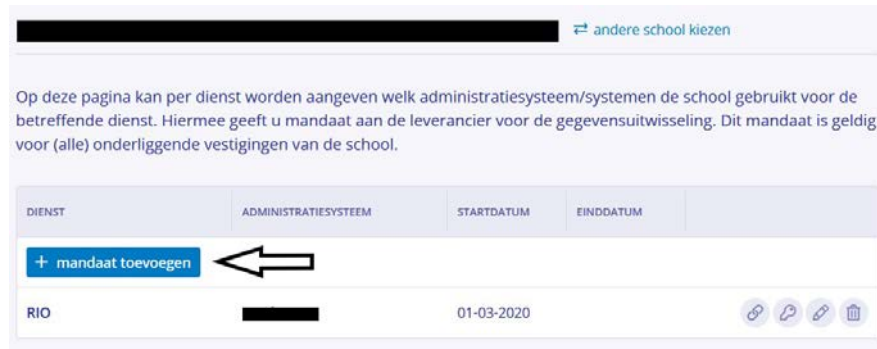 andere school kiezen
Op deze pagina kan per dienst worden aangeven welk administratiesysteem/systemen de school gebruikt voor de
betreffende dienst. Hiermee geeft u mandaat aan de leverancier voor de gegevensuitwisseling. Dit mandaat is geldig
voor (alle) onderliggende vestigingen van de school.
DIENST ADMINISTRATIESYSTEEM STARTDATUM EINDDATUM
+ mandaat toevoegen
RIO 01-03-2020